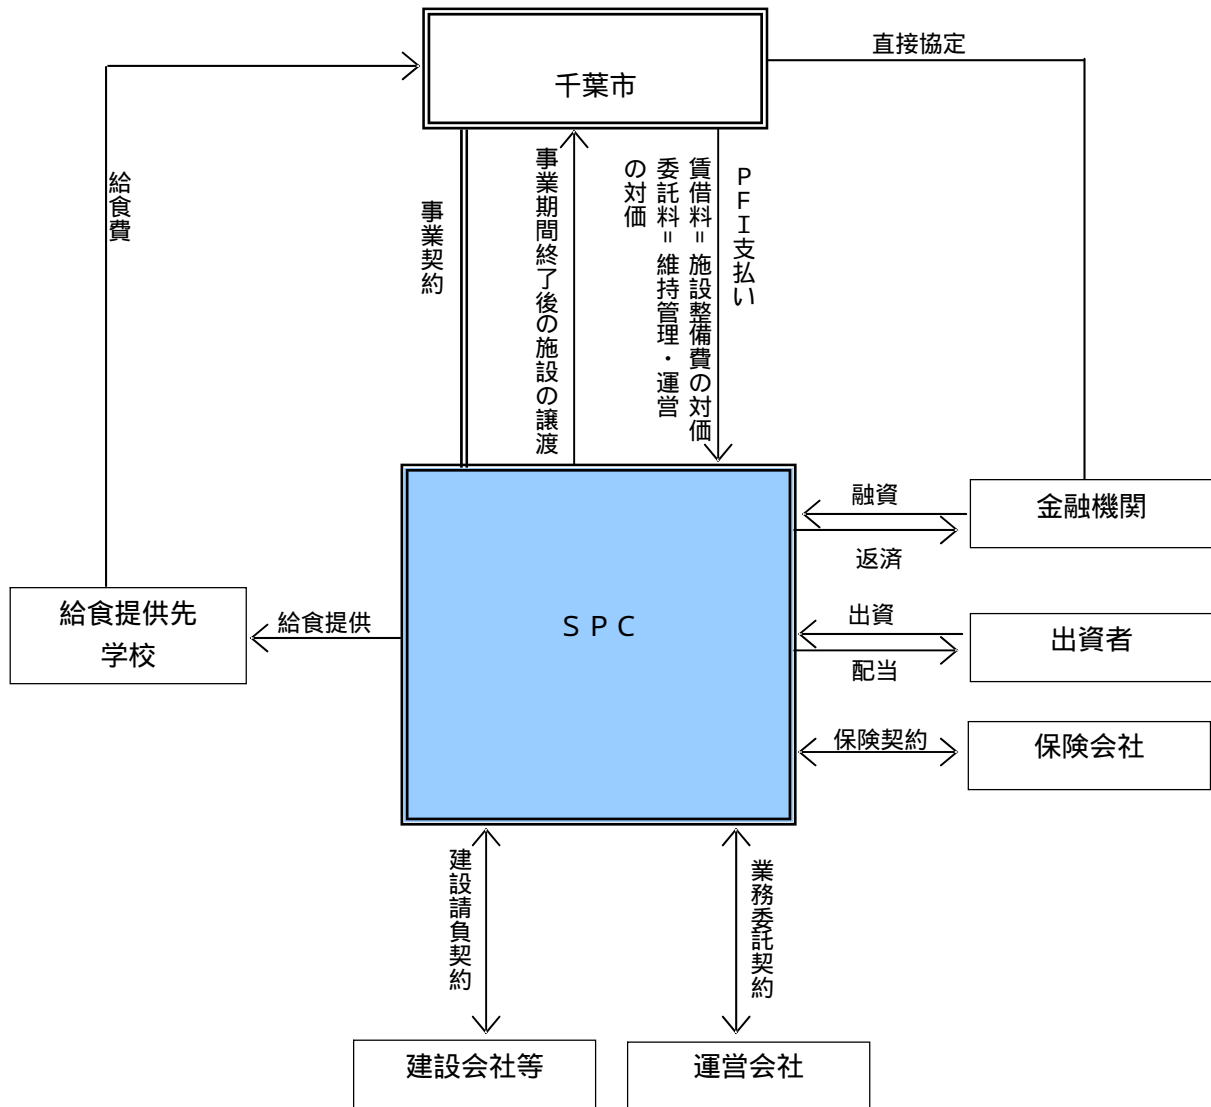 直接協定
千葉市
給食費
事業契約
事業期間終了後の施設の譲渡
PFI支払い
賃借料=施設整備費の対価
委託料=維持管理・運営
の対価
融資
金融機関
返済
給食提供先
学校
給食提供
SPC
出資
出資者
配当
保険契約
保険会社
建設請負契約
業務委託契約
建設会社等
運営会社